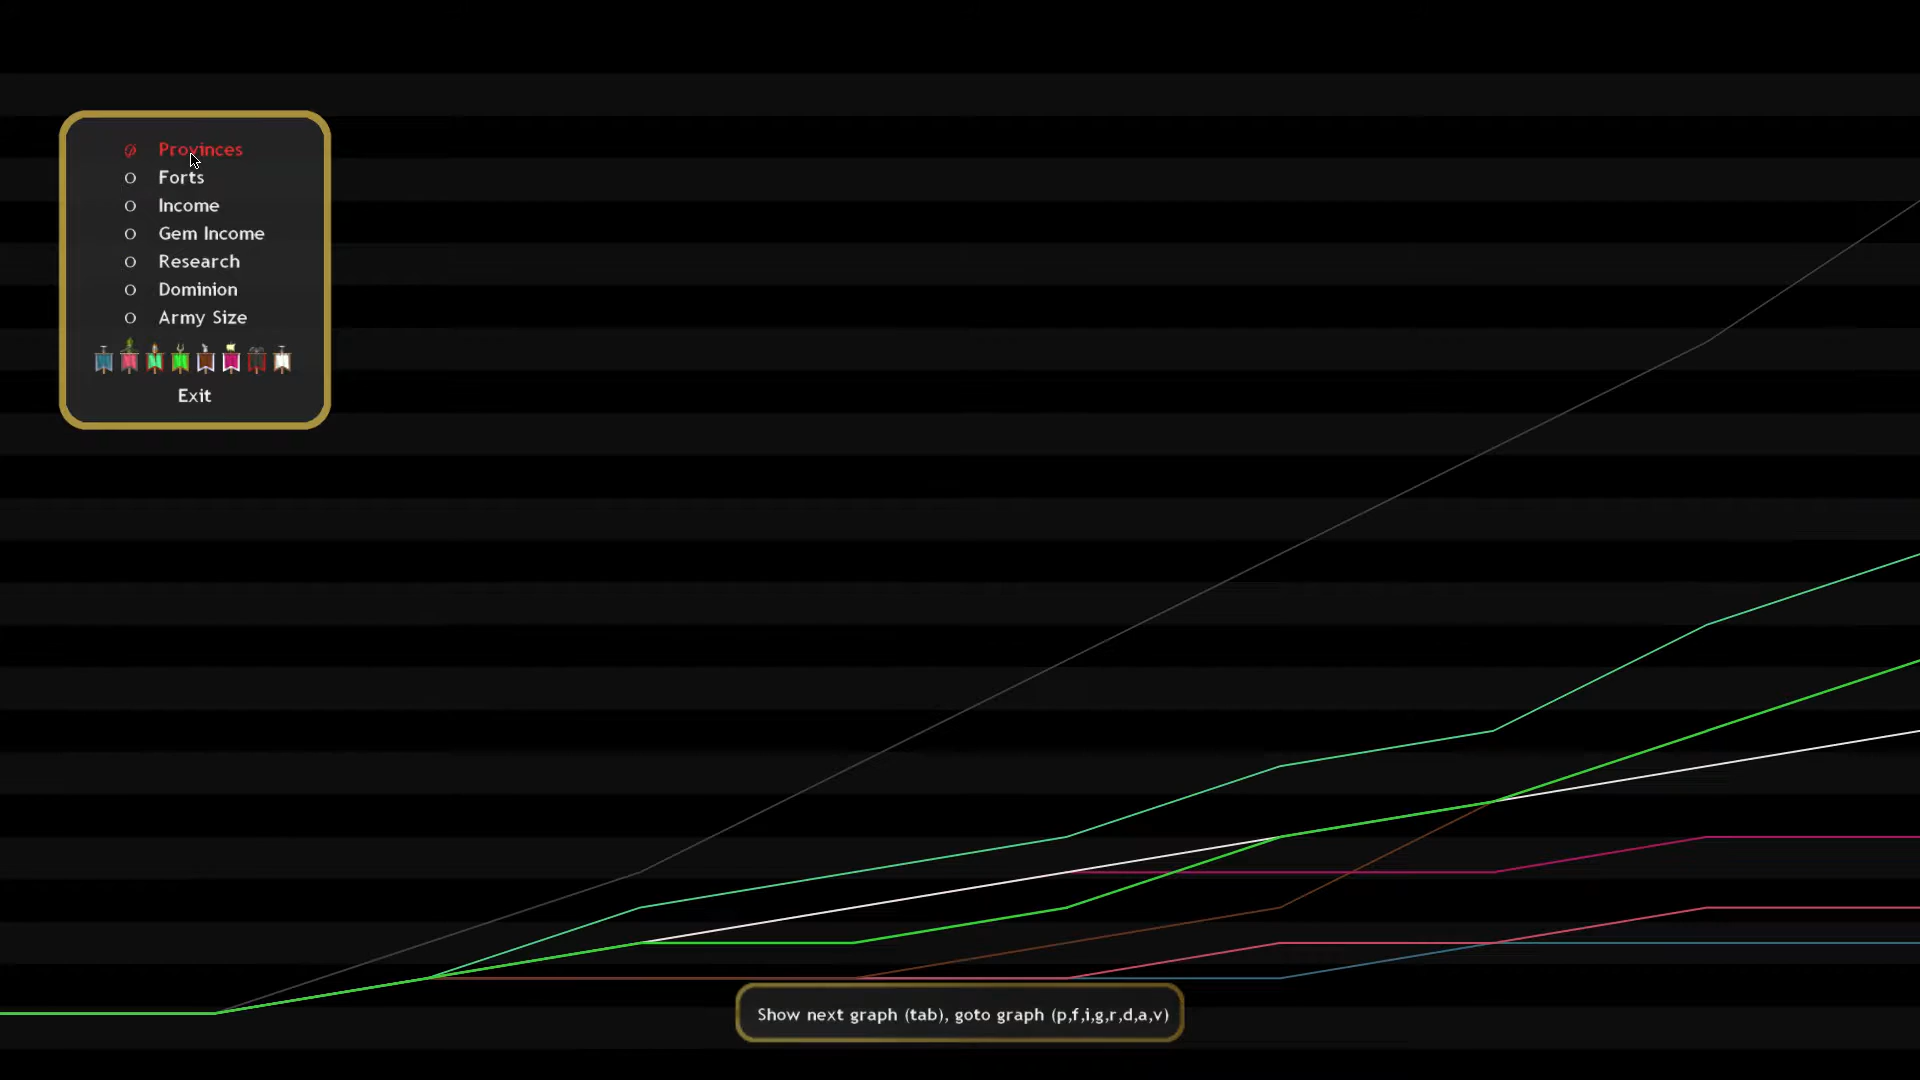 Provinces
Forts
Income
Gem Income
Research
Dominion
Army Size
Exit
Show next graph (tab), goto graph (p,f,i,g,r,d,a,v)